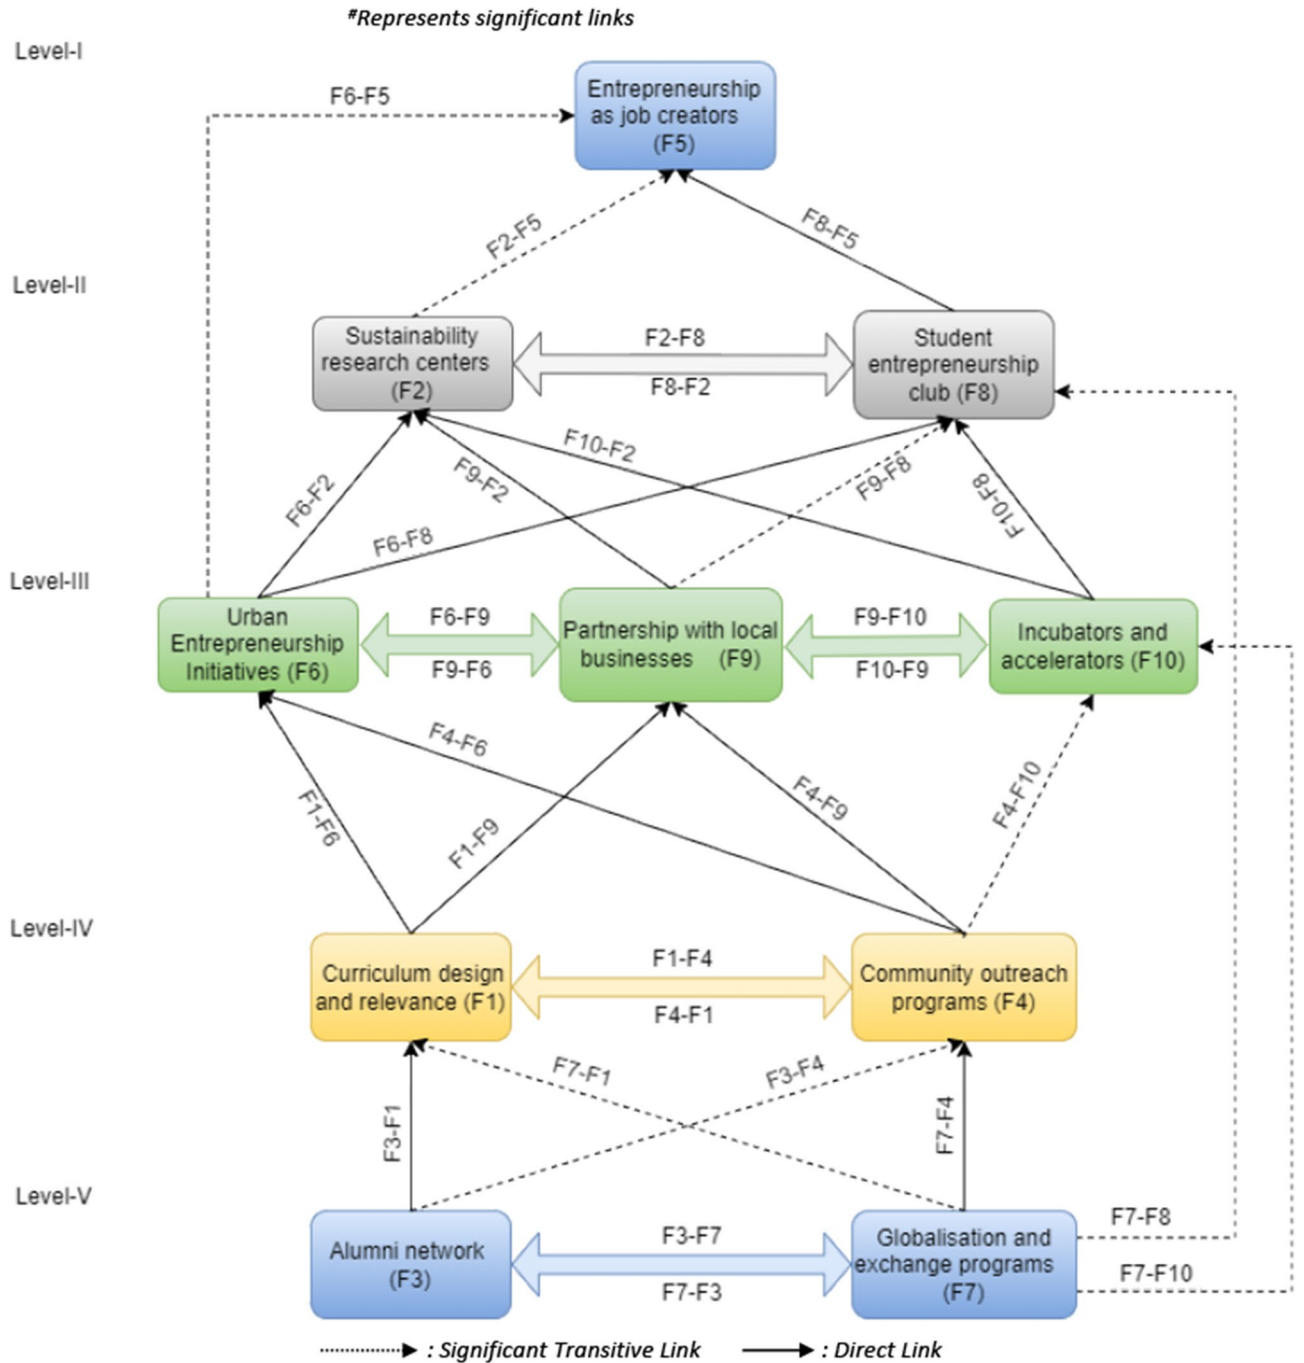 #Represents significant links
Level-I
F6-F5
Entrepreneurship
as job creators
(F5)
F2-F5
F8-F5
Level-II
Sustainability
research centers
(F2)
F2-F8
F8-F2
Student
entrepreneurship
club (F8)
F6-F2
F9-F2
F10-F2
F9-F8
F10-F8
F6-F8
Level-III
Urban
Entrepreneurship
Initiatives (F6)
F6-F9
F9-F6
Partnership with local
businesses (F9)
F9-F10
F10-F9
Incubators and
accelerators (F10)
F4-F6
F1-F6
F1-F9
F4-F9
F4-F10
Level-IV
Curriculum design
and relevance (F1)
F1-F4
F4-F1
Community outreach
programs (F4)
F7-F1
F3-F4
F3-F1
F7-F4
Level-V
Alumni network
(F3)
F3-F7
F7-F3
Globalisation and
exchange programs
(F7)
F7-F8
F7-F10
: Significant Transitive Link
: Direct Link